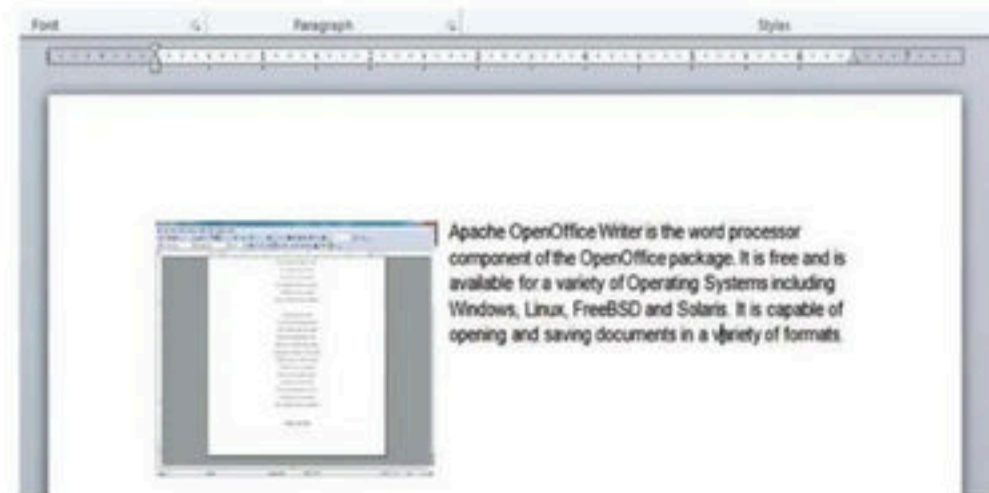 Font Paragraph Styles
Apache OpenOffice Writer is the word processor
component of the OpenOffice package. It is free and is
available for a variety of Operating Systems including
Windows, Linux, FreeBSD and Solaris. It is capable of
opening and saving documents in a variety of formats.